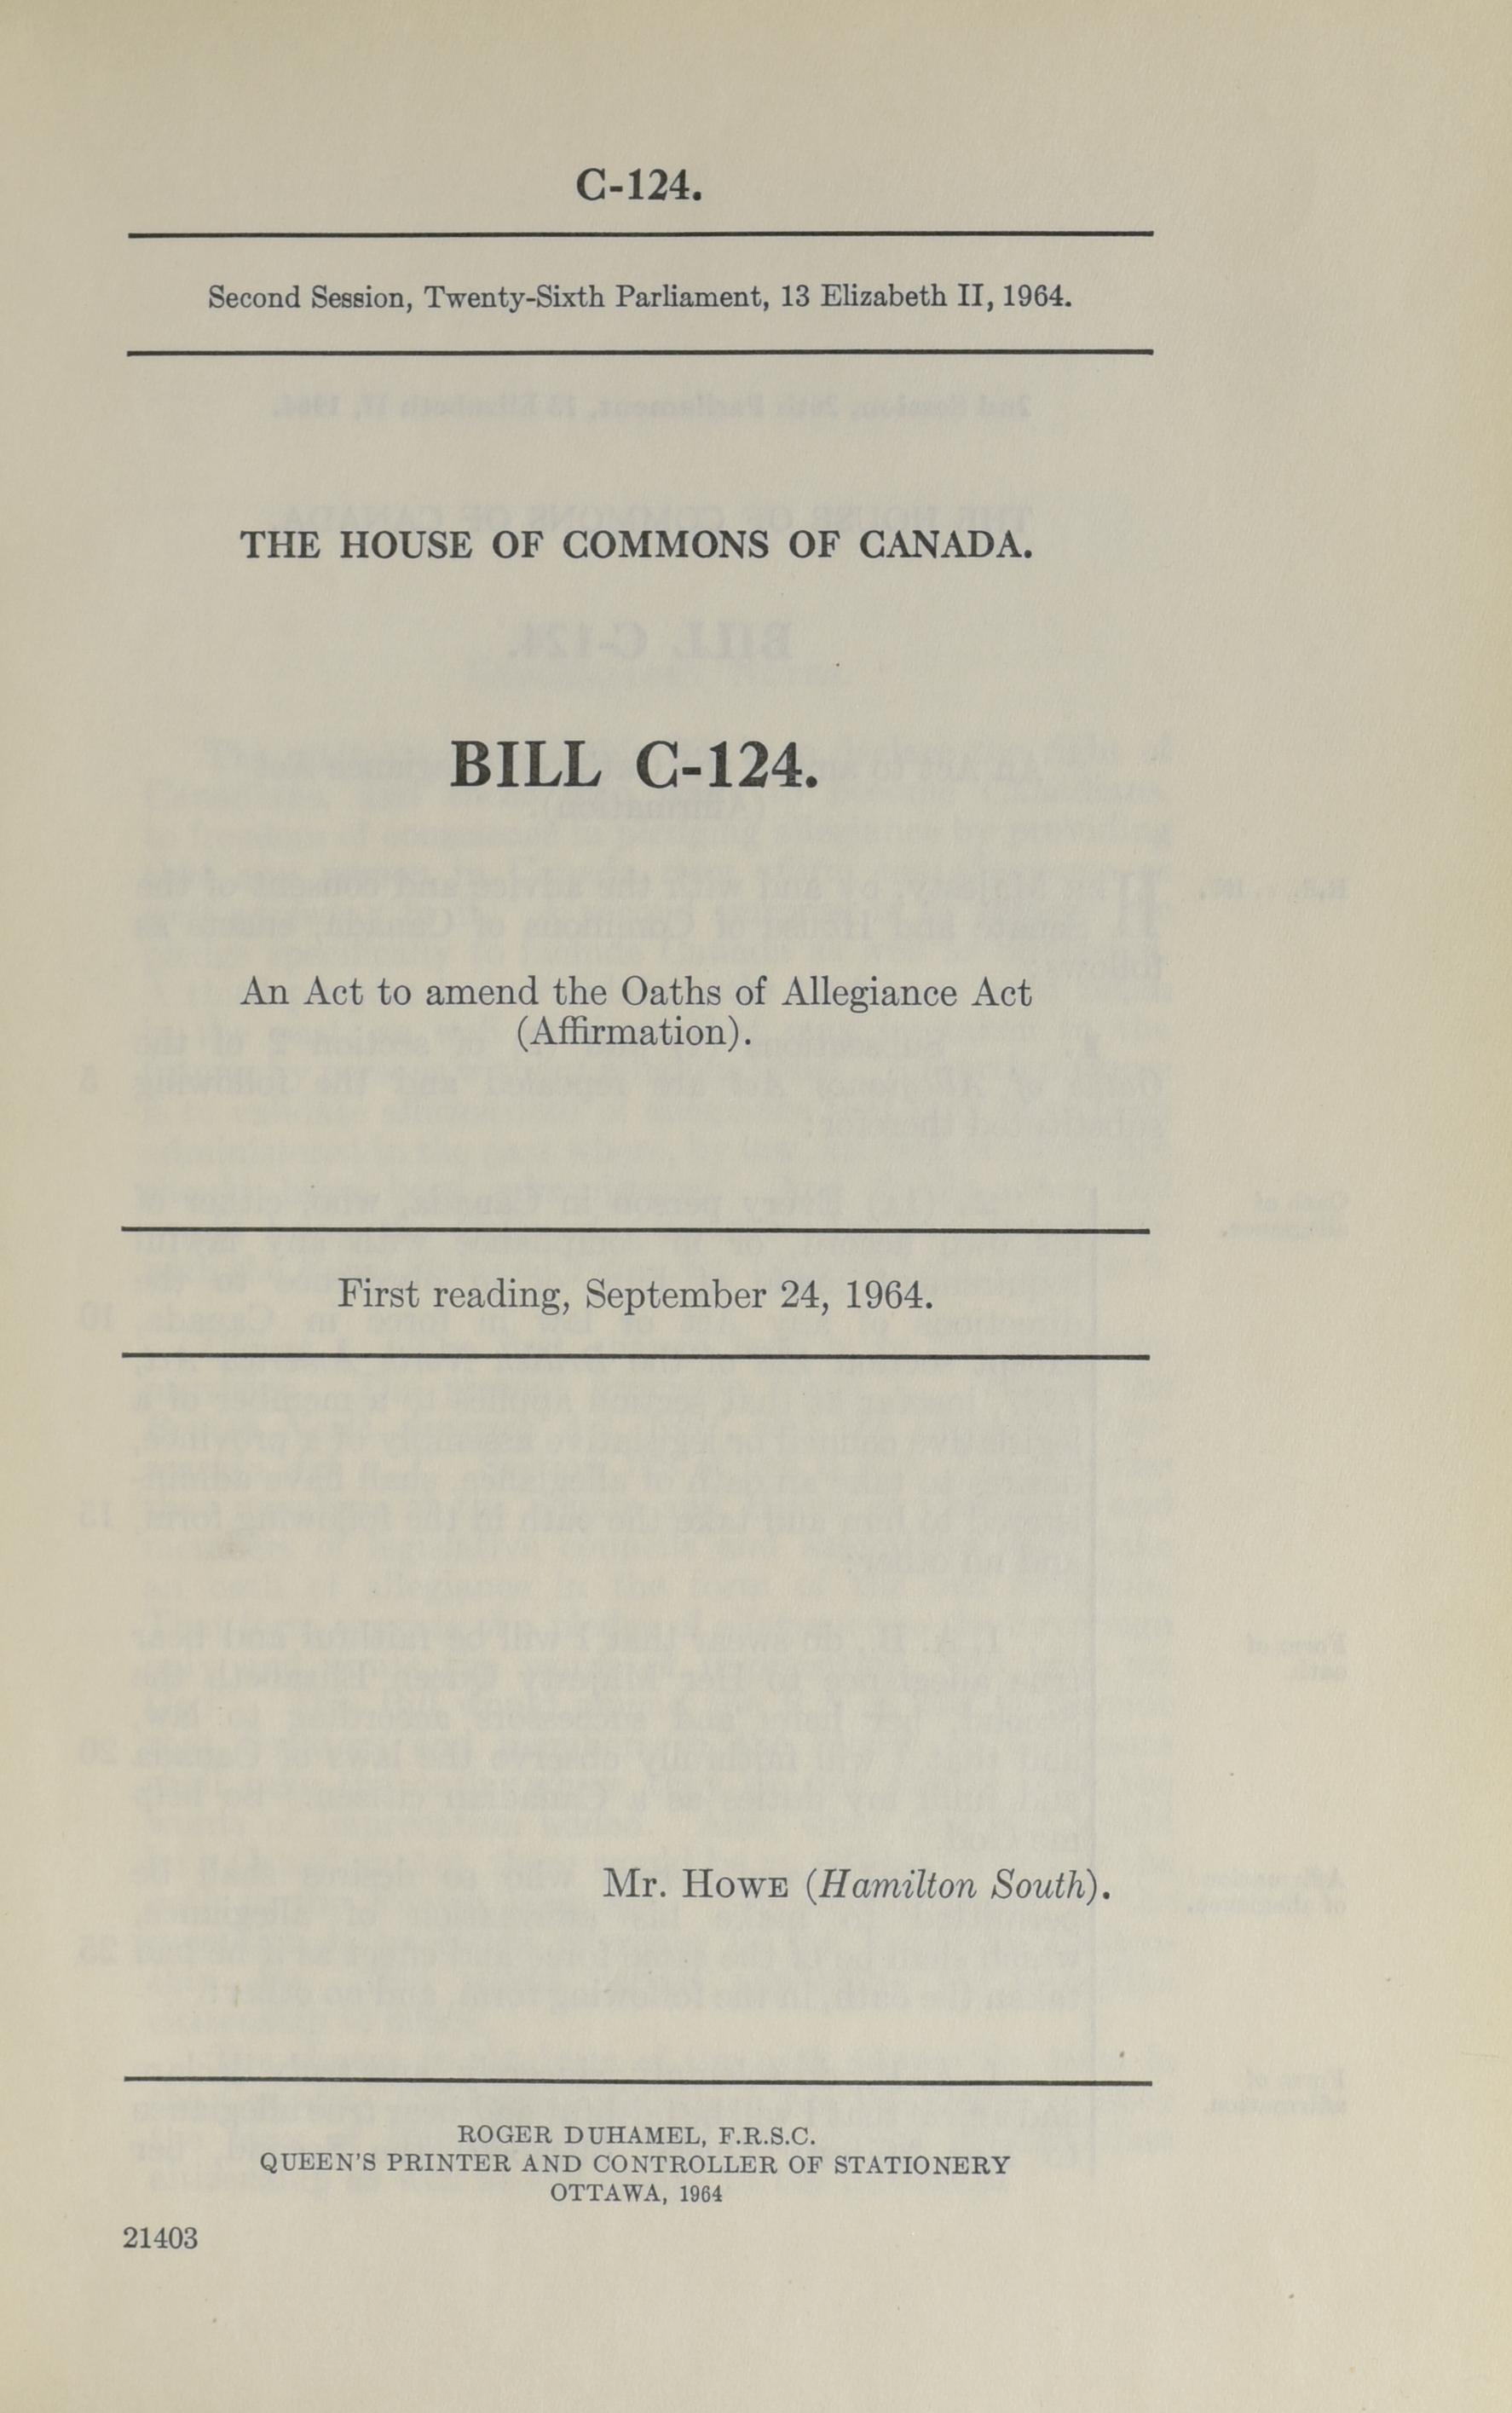 C-124.
Second Session, Twenty-Sixth Parliament, 13 Elizabeth II, 1964.
THE HOUSE OF COMMONS OF CANADA.
BILL C-124.
An Act to amend the Oaths of Allegiance Act
(Affirmation).
First reading, September 24, 1964.
Mr. Howe (Hamilton South).
ROGER DUHAMEL, F.R.S.C.
QUEEN'S PRINTER AND CONTROLLER OF STATIONERY
OTTAWA, 1964
21403